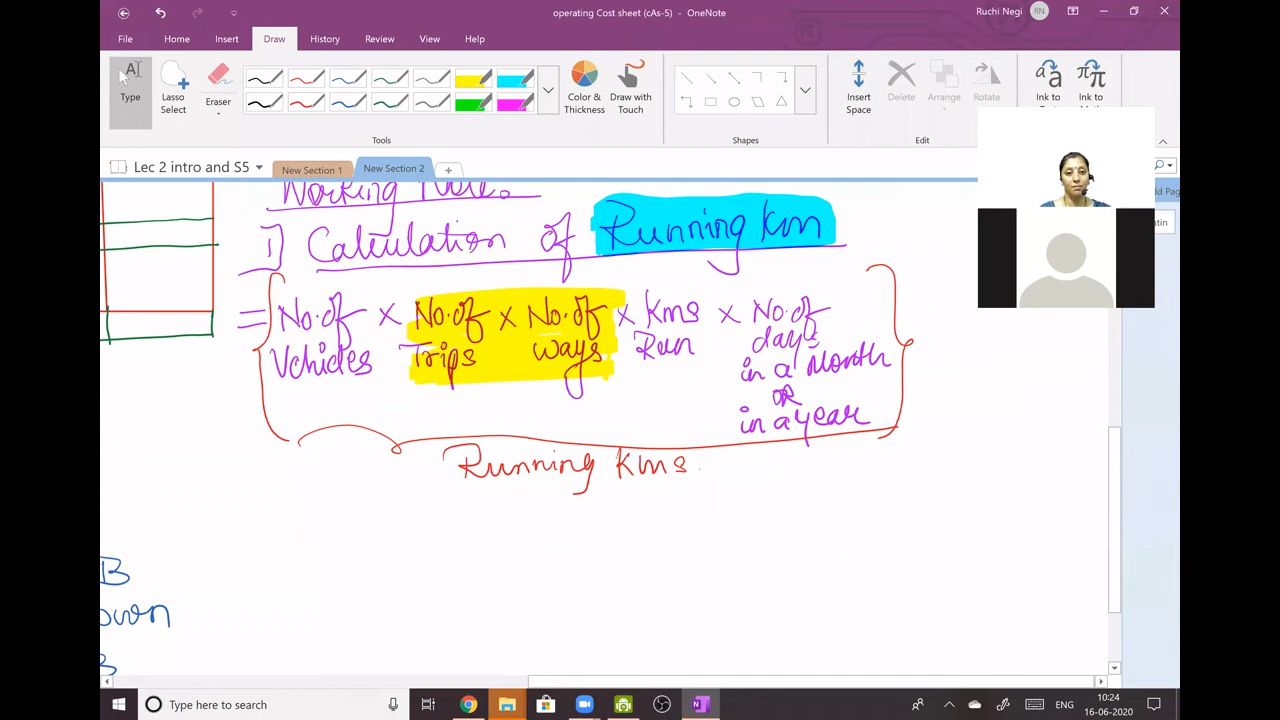 operating Cost sheet (cAs-5) - OneNote
Ruchi Negi RN
File Home Insert Draw History Review View Help
Type
Lasso Select
Eraser
Color & Thickness
Draw with Touch
Insert Space
Delete
Arrange
Rotate
Ink to
Ink to
Tools
Shapes
Edit
Lec 2 intro and S5
New Section 1
New Section 2
Working Note.
1] Calculation of Running km
= No.of Vehicles × No.of Trips × No.of ways × Kms Run × No.of days
in a Month
OR
in a year
Running Kms.
B
own
B
Type here to search
ENG
10:24
16-06-2020